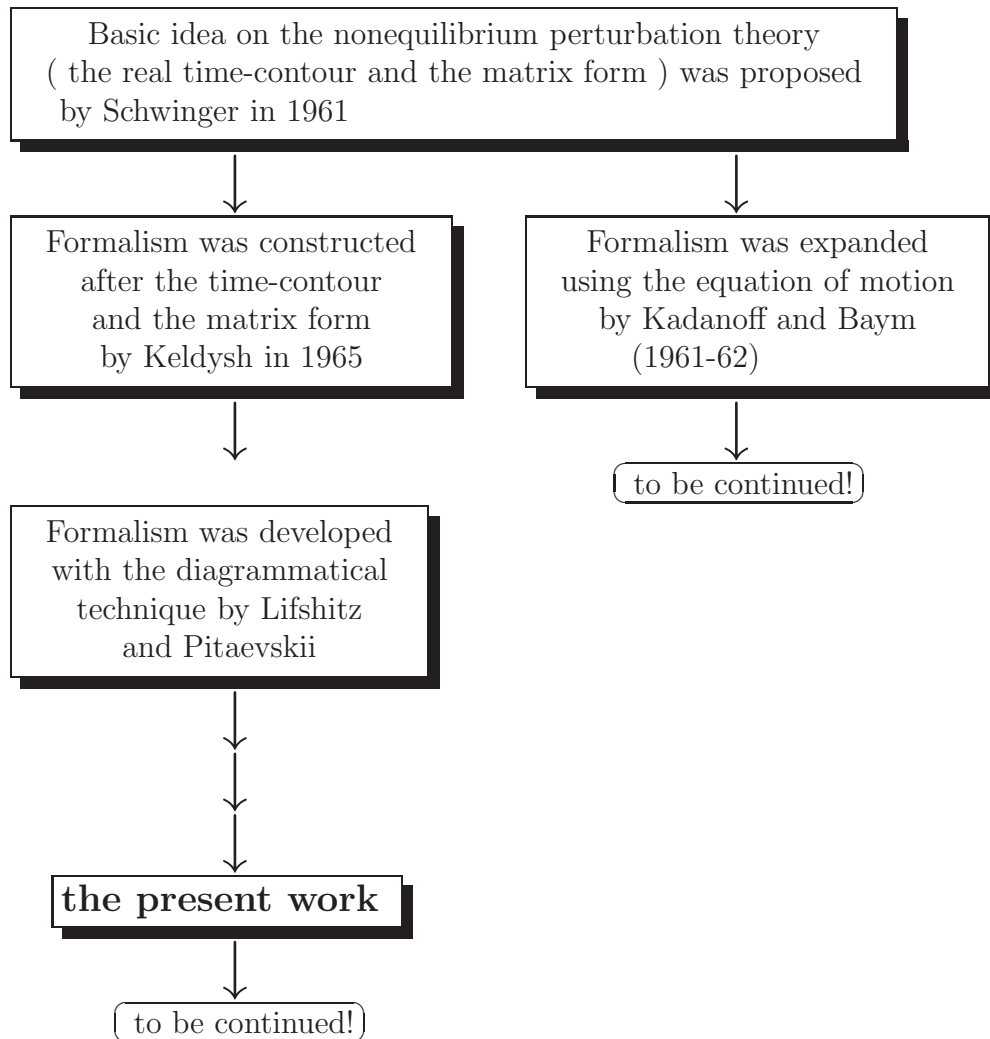 Basic idea on the nonequilibrium perturbation theory
( the real time-contour and the matrix form ) was proposed
by Schwinger in 1961
Formalism was constructed
after the time-contour
and the matrix form
by Keldysh in 1965
Formalism was expanded
using the equation of motion
by Kadanoff and Baym
(1961-62)
to be continued!
Formalism was developed
with the diagrammatical
technique by Lifshitz
and Pitaevskii
the present work
to be continued!